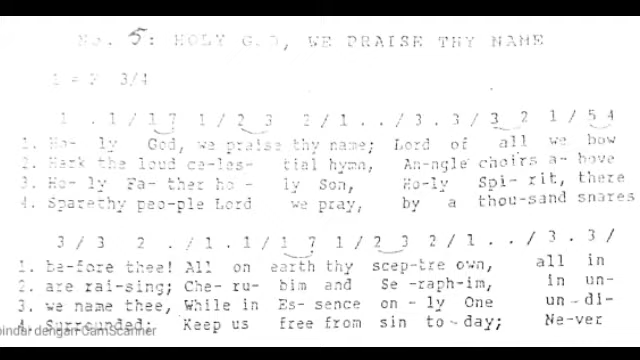 No. 5: HOLY GOD, WE PRAISE THY NAME
1 = F 3/4
1 . 1 / 1 7 1 / 2 3 2 / 1 . . / 3 . 3 / 3 2 1 / 5 4
1. Ho- ly God, we praise thy name; Lord of all we bow
2. Hark the loud ce-les- tial hymn, An-ngle choirs a- bove
3. Ho- ly Fa- ther ho - ly Son, Ho-ly Spi- rit, there
4. Sparethy peo-ple Lord we pray, by a thou-sand snares
3 / 3 2 . / 1 . 1 / 1 7 1 / 2 3 2 / 1 . . / 3 . 3 /
1. be-fore thee! All on earth thy scep-tre own, all in
2. are rai-sing; Che- ru- bim and Se -raph-im, in un-
3. we name thee, While in Es- sence on - ly One un - di-
4. Surrounded; Keep us free from sin to-day; Ne-ver
pindai dengan CamScanner